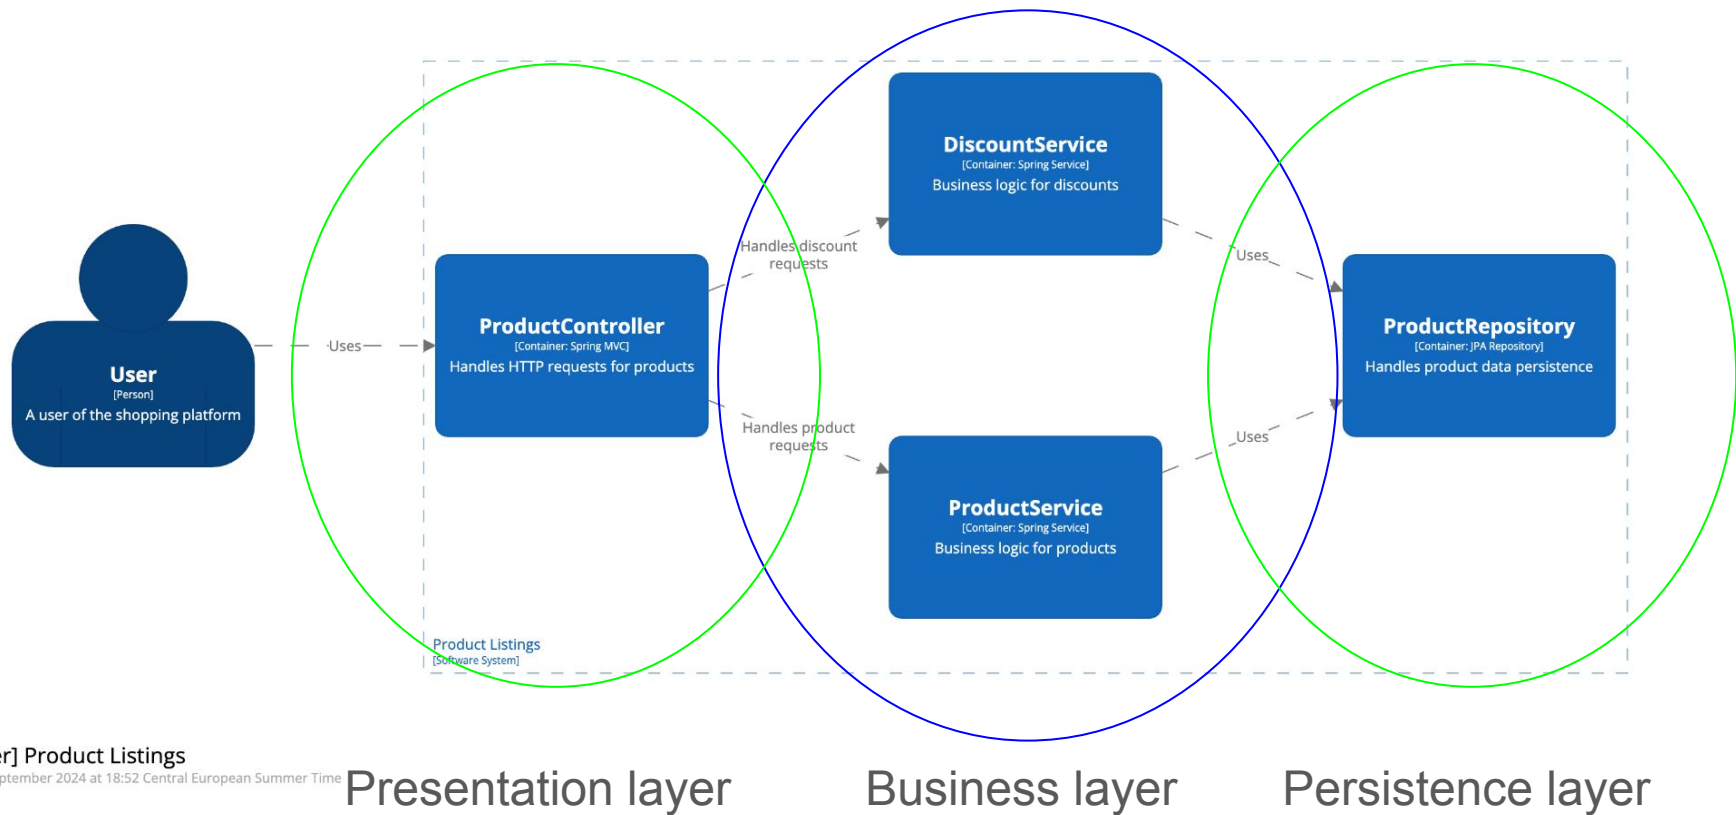 User
[Person]
A user of the shopping platform
Uses
ProductController
[Container: Spring MVC]
Handles HTTP requests for products
Handles discount
requests
Handles product
requests
DiscountService
[Container: Spring Service]
Business logic for discounts
ProductService
[Container: Spring Service]
Business logic for products
Uses
Uses
ProductRepository
[Container: JPA Repository]
Handles product data persistence
Product Listings
[Software System]
Product Listings
2024 at 18:52 Central European Summer Time
Presentation layer
Business layer
Persistence layer